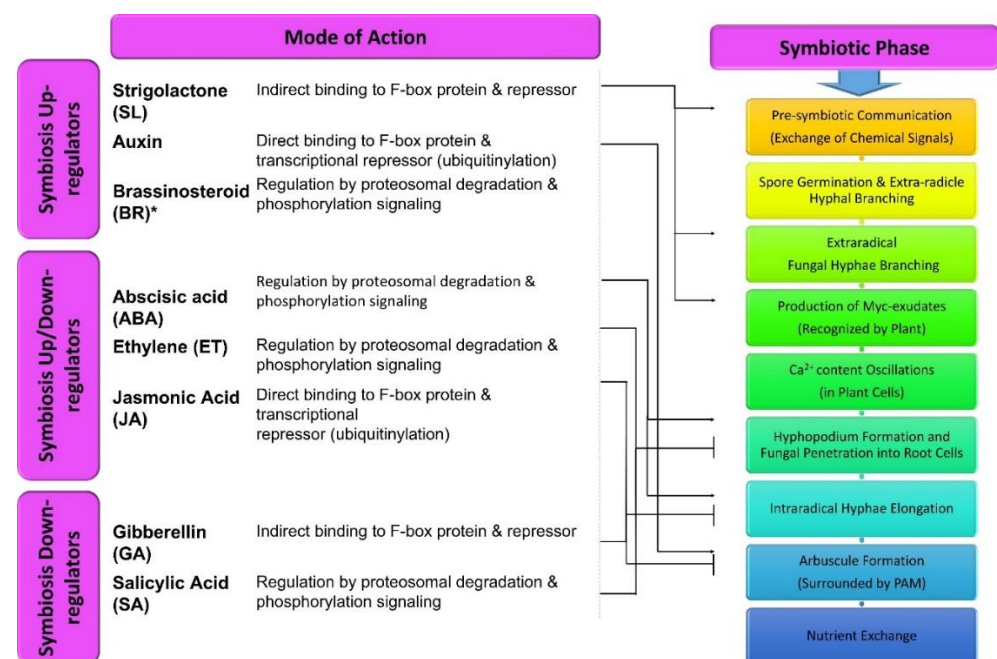 Mode of Action
Symbiotic Phase
Symbiosis Up-
regulators
Strigolactone
(SL)
Indirect binding to F-box protein & repressor
Auxin
Direct binding to F-box protein &
transcriptional repressor (ubiquitinylation)
Brassinosteroid
(BR)*
Regulation by proteosomal degradation &
phosphorylation signaling
Symbiosis Up/Down-
regulators
Abscisic acid
(ABA)
Regulation by proteosomal degradation &
phosphorylation signaling
Ethylene (ET)
Regulation by proteosomal degradation &
phosphorylation signaling
Jasmonic Acid
(JA)
Direct binding to F-box protein &
transcriptional
repressor (ubiquitinylation)
Symbiosis Down-
regulators
Gibberellin
(GA)
Indirect binding to F-box protein & repressor
Salicylic Acid
(SA)
Regulation by proteosomal degradation &
phosphorylation signaling
Pre-symbiotic Communication
(Exchange of Chemical Signals)
Spore Germination & Extra-radicle
Hyphal Branching
Extraradical
Fungal Hyphae Branching
Production of Myc-exudates
(Recognized by Plant)
Ca²⁺ content Oscillations
(in Plant Cells)
Hyphopodium Formation and
Fungal Penetration into Root Cells
Intraradical Hyphae Elongation
Arbuscule Formation
(Surrounded by PAM)
Nutrient Exchange